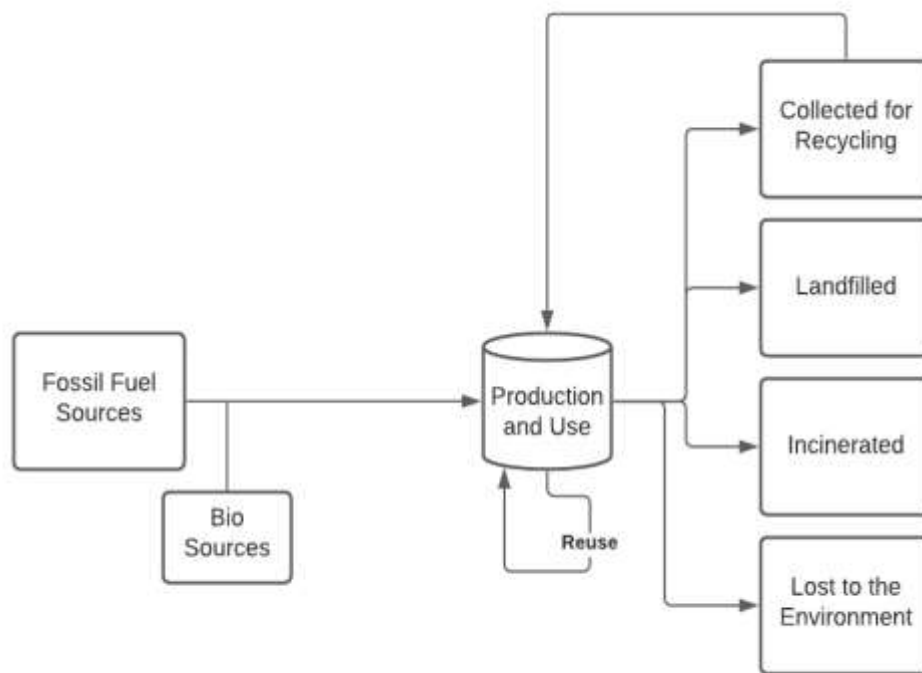 Collected for
Recycling
Landfilled
Fossil Fuel
Sources
Production
and Use
Incinerated
Bio
Sources
Reuse
Lost to the
Environment